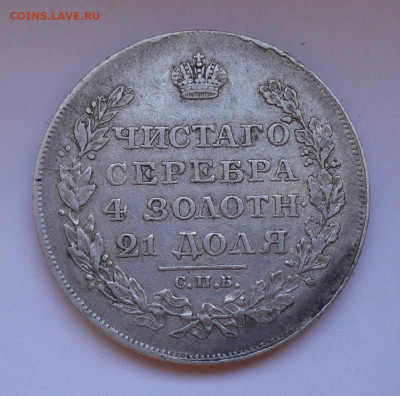 COINS.LAVE.RU
ЧИСТАГО
СЕРЕБРА
4 ЗОЛОТН
21 ДОЛЯ
С.П.Б.